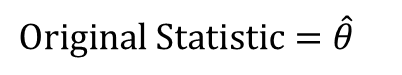 Original Statistic = θ̂